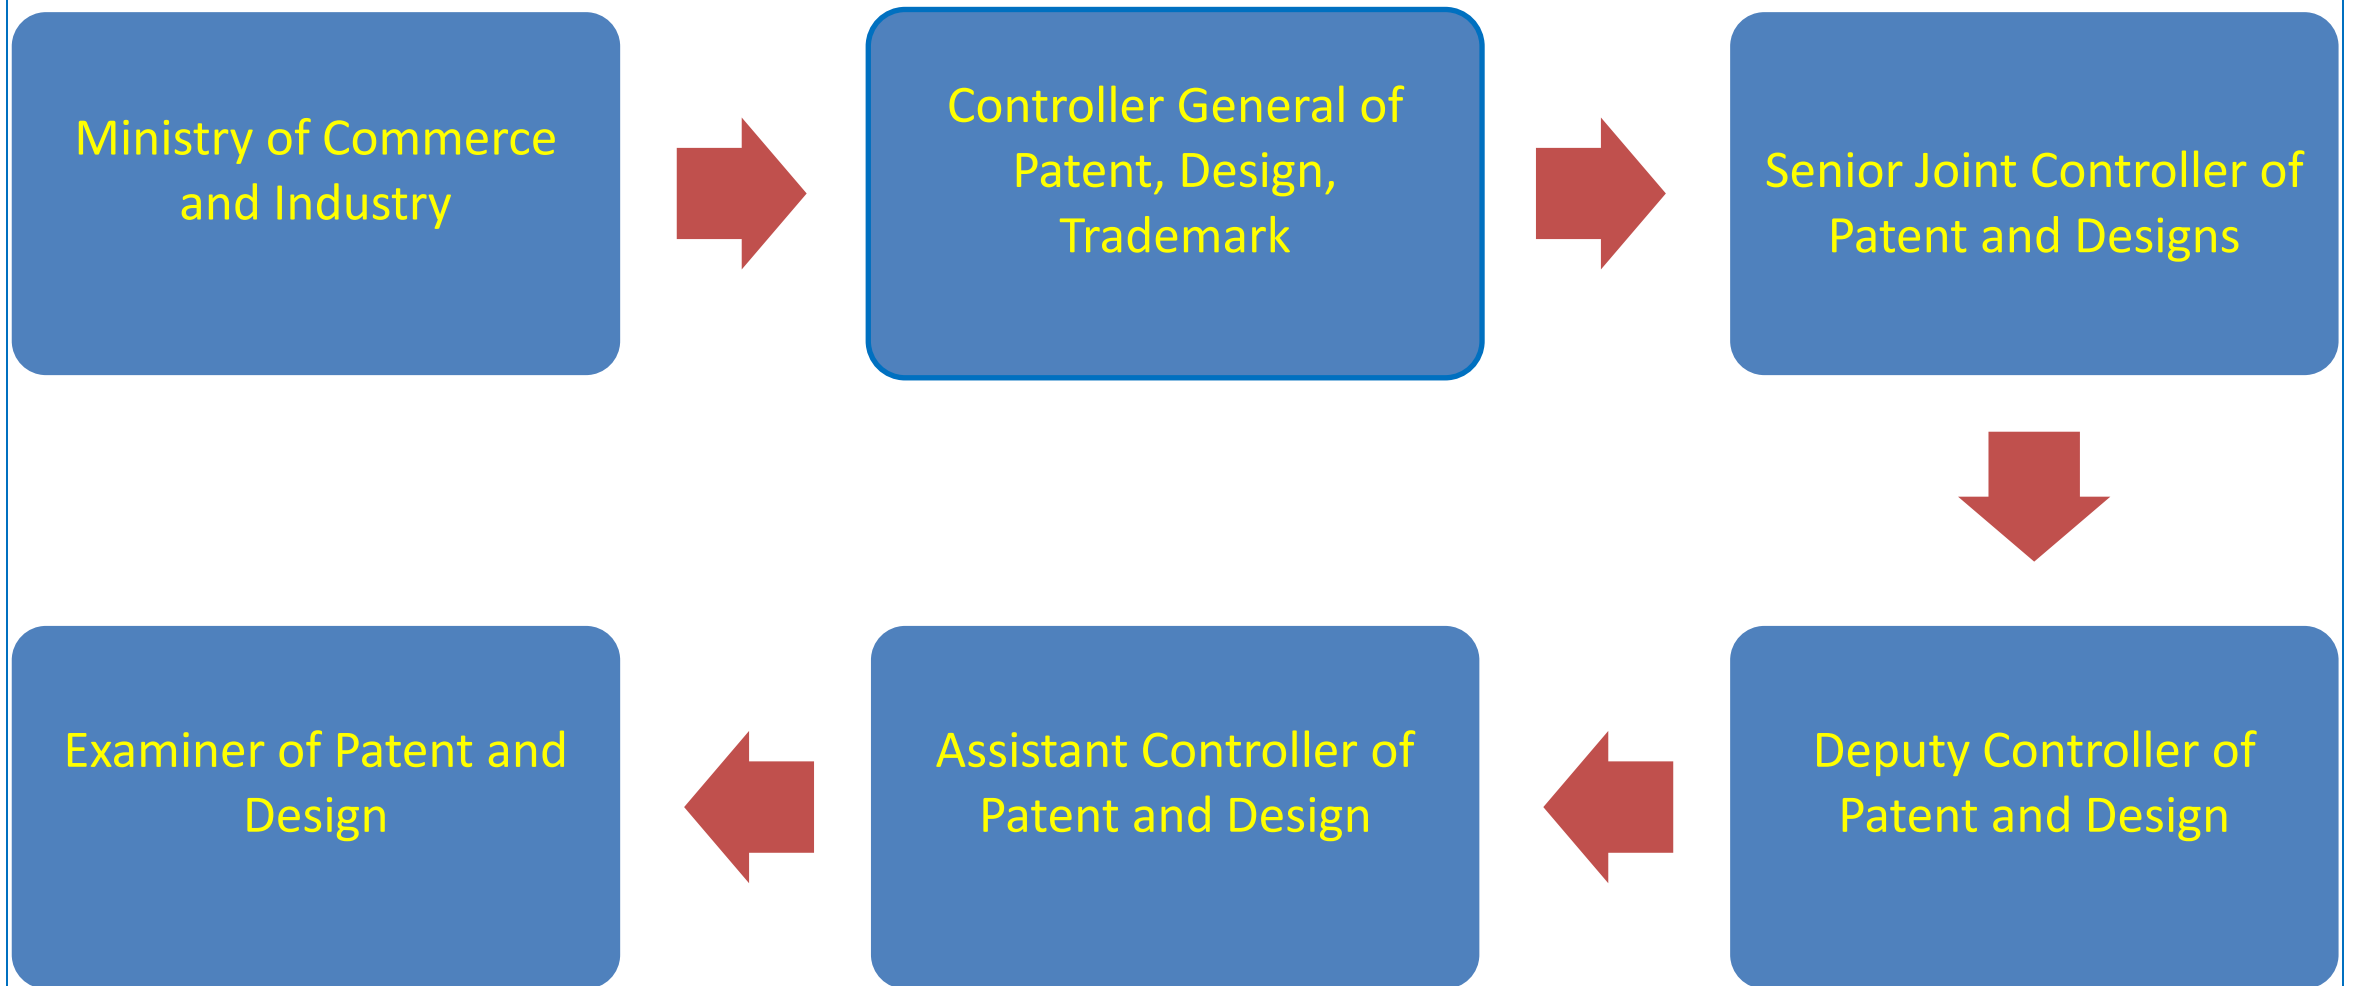 Ministry of Commerce
and Industry
Controller General of
Patent, Design,
Trademark
Senior Joint Controller of
Patent and Designs
Deputy Controller of
Patent and Design
Assistant Controller of
Patent and Design
Examiner of Patent and
Design